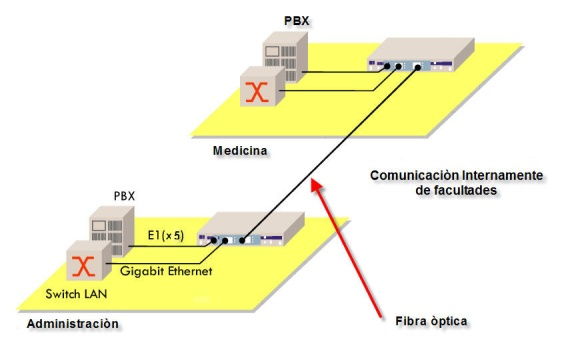 PBX
Medicina
Comunicaciòn Internamente
de facultades
PBX
E1(x5)
Gigabit Ethernet
Switch LAN
Administraciòn
Fibra òptica